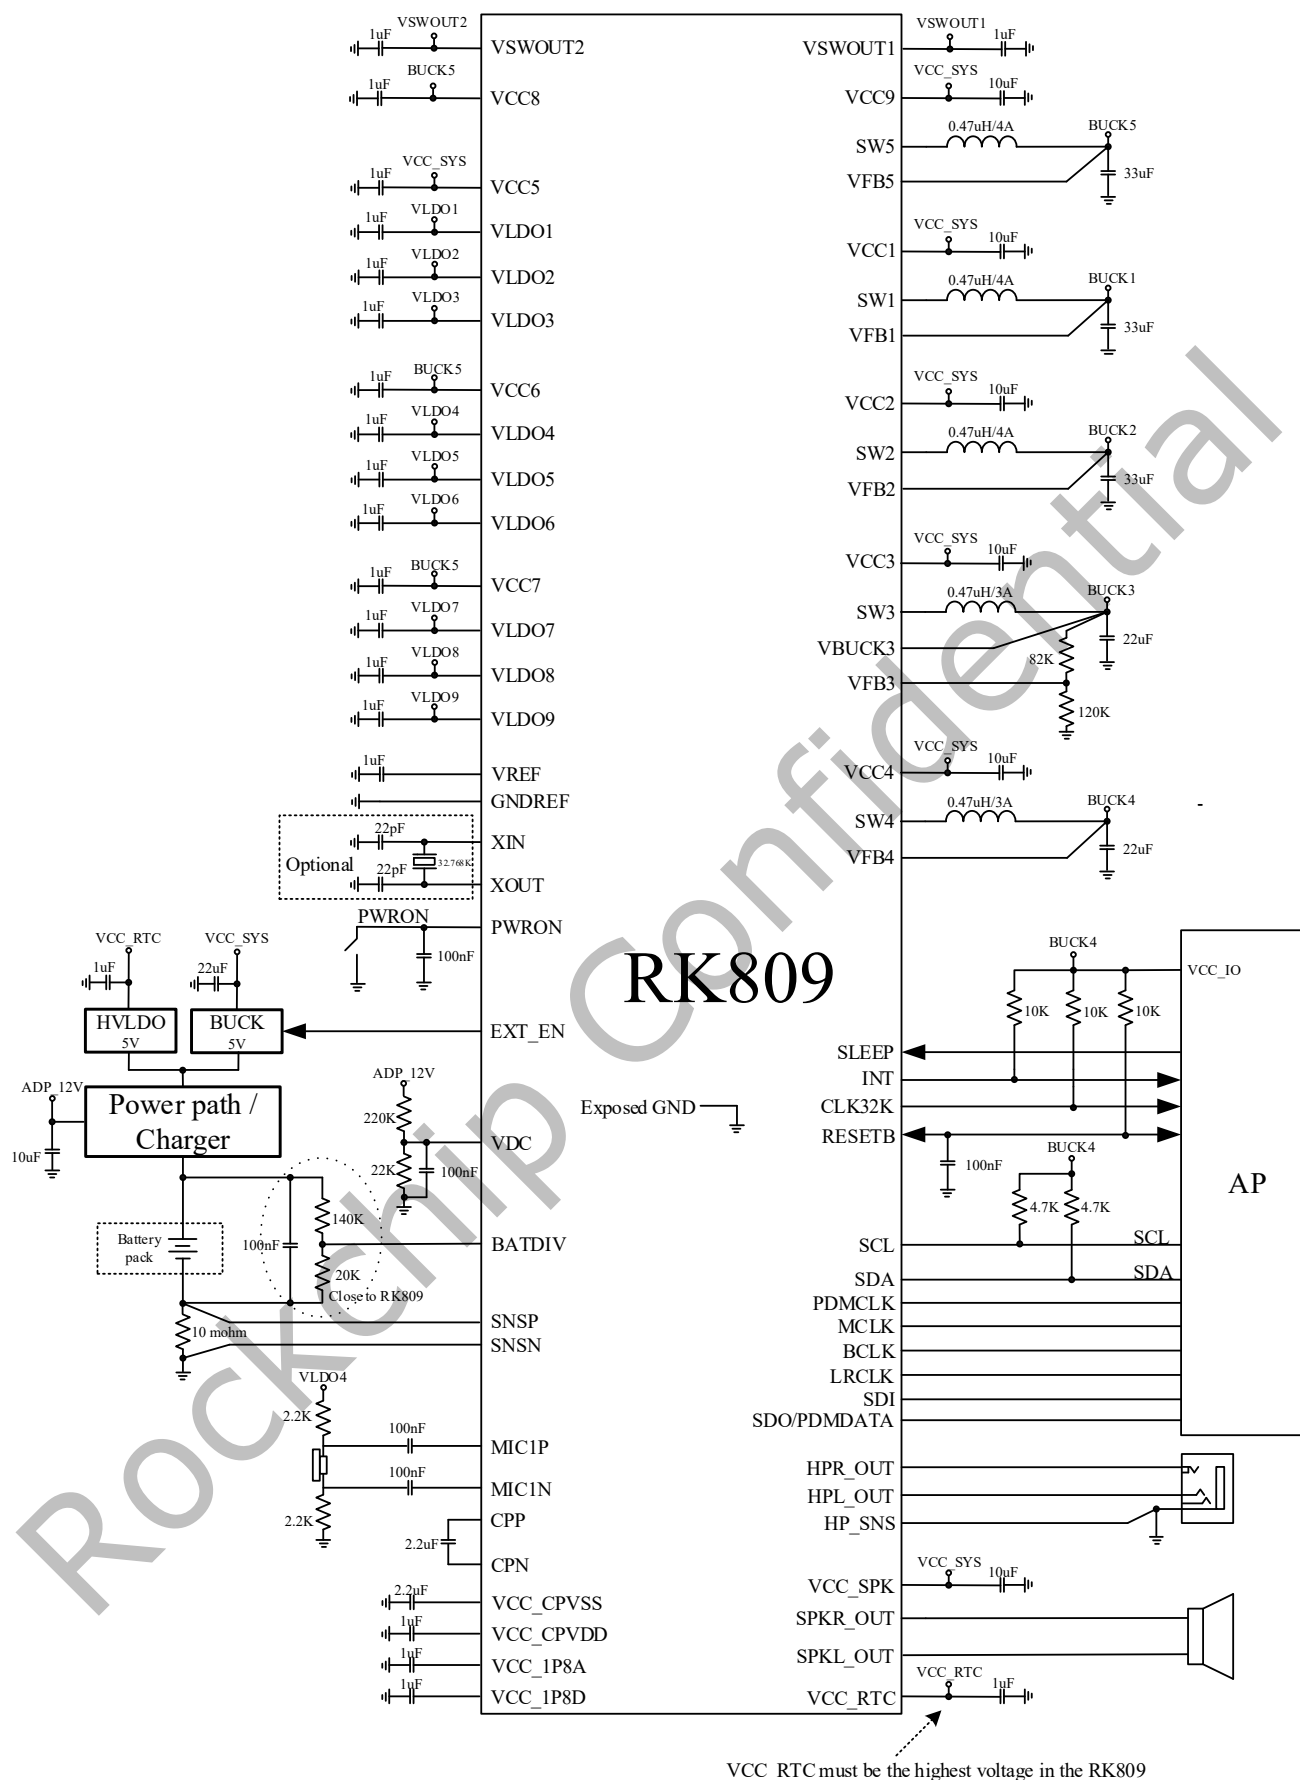 VSWOUT2
1uF
VSWOUT2
BUCK5
1uF
VCC8
VCC_SYS
1uF
VCC5
VLDO1
1uF
VLDO1
VLDO2
1uF
VLDO2
VLDO3
1uF
VLDO3
BUCK5
1uF
VCC6
VLDO4
1uF
VLDO4
VLDO5
1uF
VLDO5
VLDO6
1uF
VLDO6
BUCK5
1uF
VCC7
VLDO7
1uF
VLDO7
VLDO8
1uF
VLDO8
VLDO9
1uF
VLDO9
1uF
VREF
GNDREF
22pF
XIN
Optional
32.768K
22pF
XOUT
PWRON
PWRON
100nF
VCC_RTC
VCC_SYS
1uF
22uF
HVLDO
5V
BUCK
5V
EXT_EN
ADP_12V
Power path /
Charger
10uF
ADP_12V
220K
VDC
22K
100nF
Battery
pack
100nF
140K
BATDIV
20K
Close to RK809
SNSP
10 mohm
SNSN
VLDO4
2.2K
100nF
MIC1P
100nF
MIC1N
2.2K
CPP
2.2uF
CPN
2.2uF
VCC_CPVSS
1uF
VCC_CPVDD
1uF
VCC_1P8A
1uF
VCC_1P8D
RK809
Exposed GND
VSWOUT1
VSWOUT1
1uF
VCC_SYS
VCC9
10uF
0.47uH/4A
BUCK5
SW5
VFB5
33uF
VCC_SYS
VCC1
10uF
0.47uH/4A
BUCK1
SW1
VFB1
33uF
VCC_SYS
VCC2
10uF
0.47uH/4A
BUCK2
SW2
VFB2
33uF
VCC_SYS
VCC3
10uF
0.47uH/3A
BUCK3
SW3
VBUCK3
22uF
82K
VFB3
120K
VCC_SYS
VCC4
10uF
0.47uH/3A
BUCK4
-
SW4
VFB4
22uF
BUCK4
VCC_IO
10K
10K
10K
SLEEP
INT
CLK32K
RESETB
100nF
BUCK4
AP
4.7K
4.7K
SCL
SCL
SDA
SDA
PDMCLK
MCLK
BCLK
LRCLK
SDI
SDO/PDMDATA
HPR_OUT
HPL_OUT
HP_SNS
VCC_SYS
VCC_SPK
10uF
SPKR_OUT
SPKL_OUT
VCC_RTC
VCC_RTC
1uF
VCC_RTC must be the highest voltage in the RK809
Rockchip Confidential